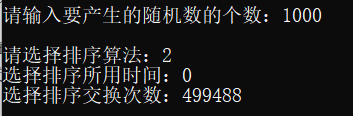 请输入要产生的随机数的个数：1000
请选择排序算法：2
选择排序所用时间：0
选择排序交换次数：499488